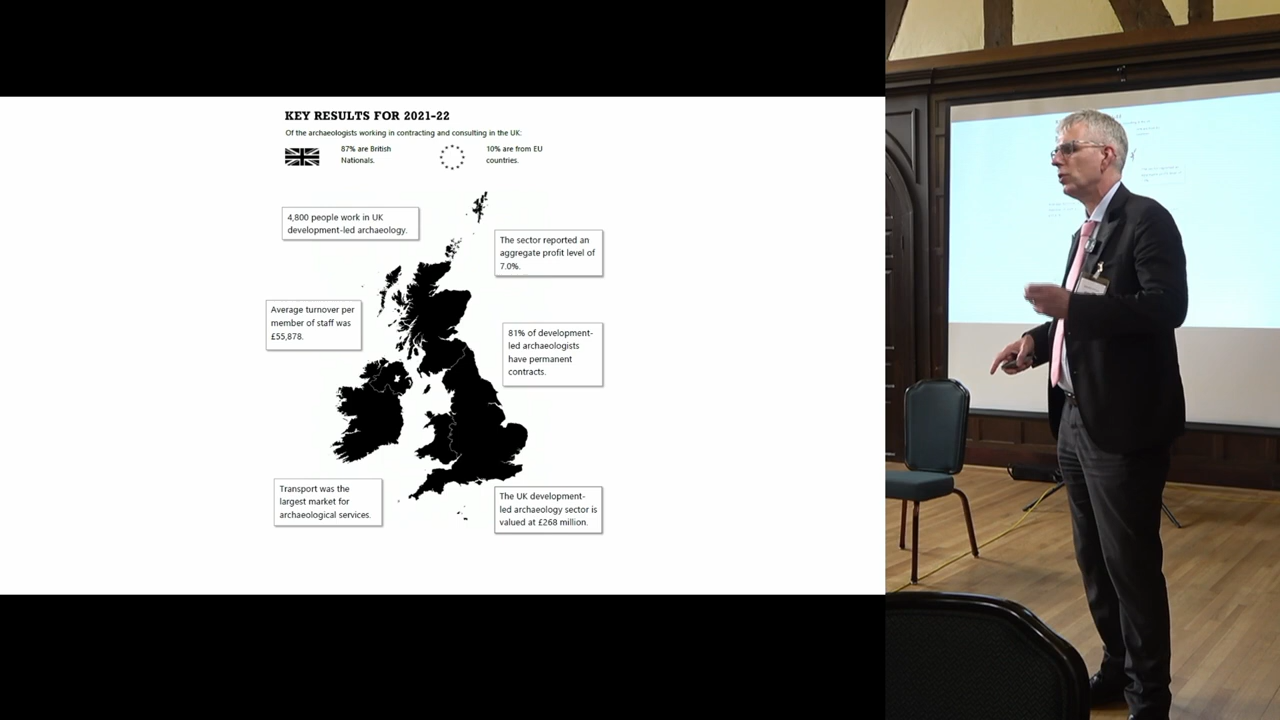 KEY RESULTS FOR 2021-22
Of the archaeologists working in contracting and consulting in the UK:
87% are British
Nationals.
10% are from EU
countries.
4,800 people work in UK
development-led archaeology.
The sector reported an
aggregate profit level of
7.0%.
Average turnover per
member of staff was
£55,878.
81% of development-
led archaeologists
have permanent
contracts.
Transport was the
largest market for
archaeological services.
The UK development-
led archaeology sector is
valued at £268 million.